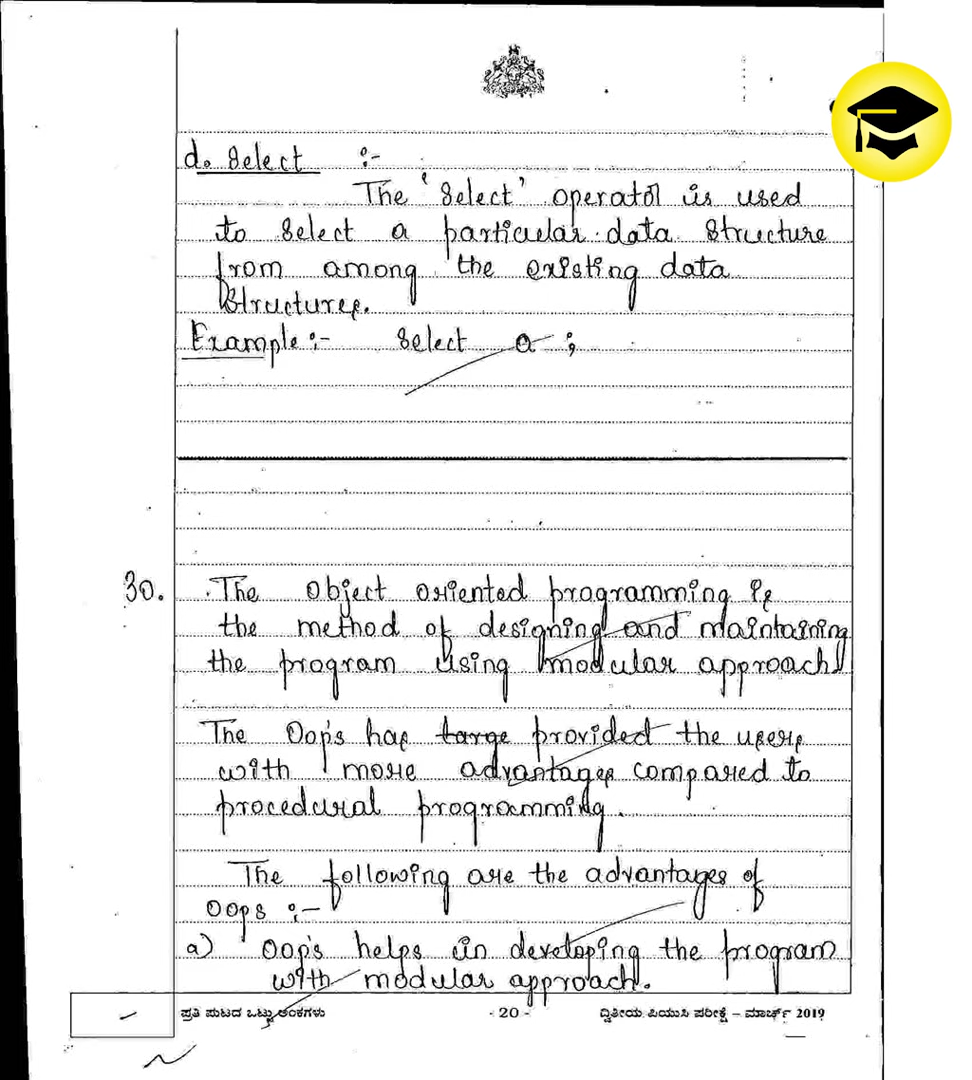 d. Select :-
The 'Select' operator is used
to select a particular data structure
from among the existing data
structures.
Example :- Select a ;
30. The object oriented programming is
the method of designing and maintaining
the program using modular approach
The Oop's has large provided the users
with more advantages compared to
procedural programming.
The following are the advantages of
OOPS :-
a) Oop's helps in developing the program
with modular approach.
ಪ್ರತಿ ಪುಟದ ಒಟ್ಟು ಅಂಕಗಳು - 20 - ದ್ವಿತೀಯ ಪಿಯುಸಿ ಪರೀಕ್ಷೆ – ಮಾರ್ಚ್ 2019